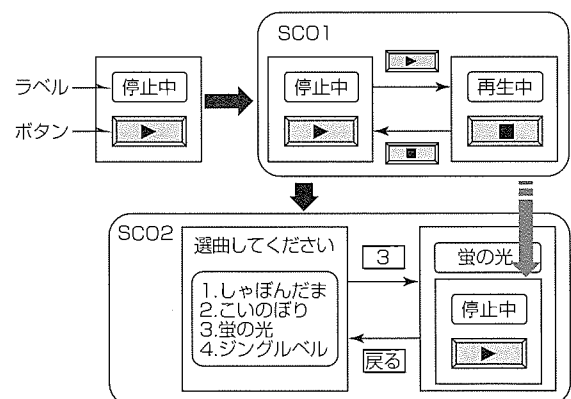 ラベル
停止中
ボタン
▶
SC01
停止中
▶
▶
■
再生中
■
SC02
選曲してください
1.しゃぼんだま
2.こいのぼり
3.蛍の光
4.ジングルベル
3
戻る
蛍の光
停止中
▶